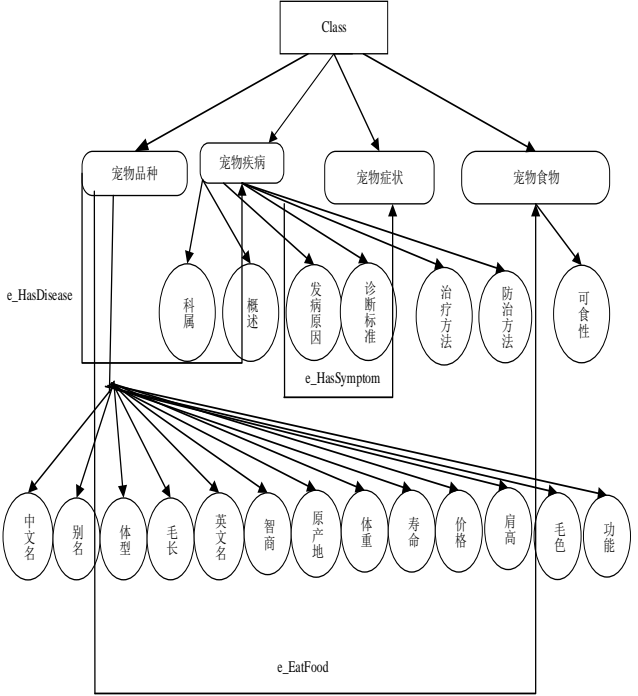 Class
宠物品种
宠物疾病
宠物症状
宠物食物
e_HasDisease
科属
概述
发病原因
诊断标准
治疗方法
防治方法
可食性
e_HasSymptom
中文名
别名
体型
毛长
英文名
智商
原产地
体重
寿命
价格
肩高
毛色
功能
e_EatFood